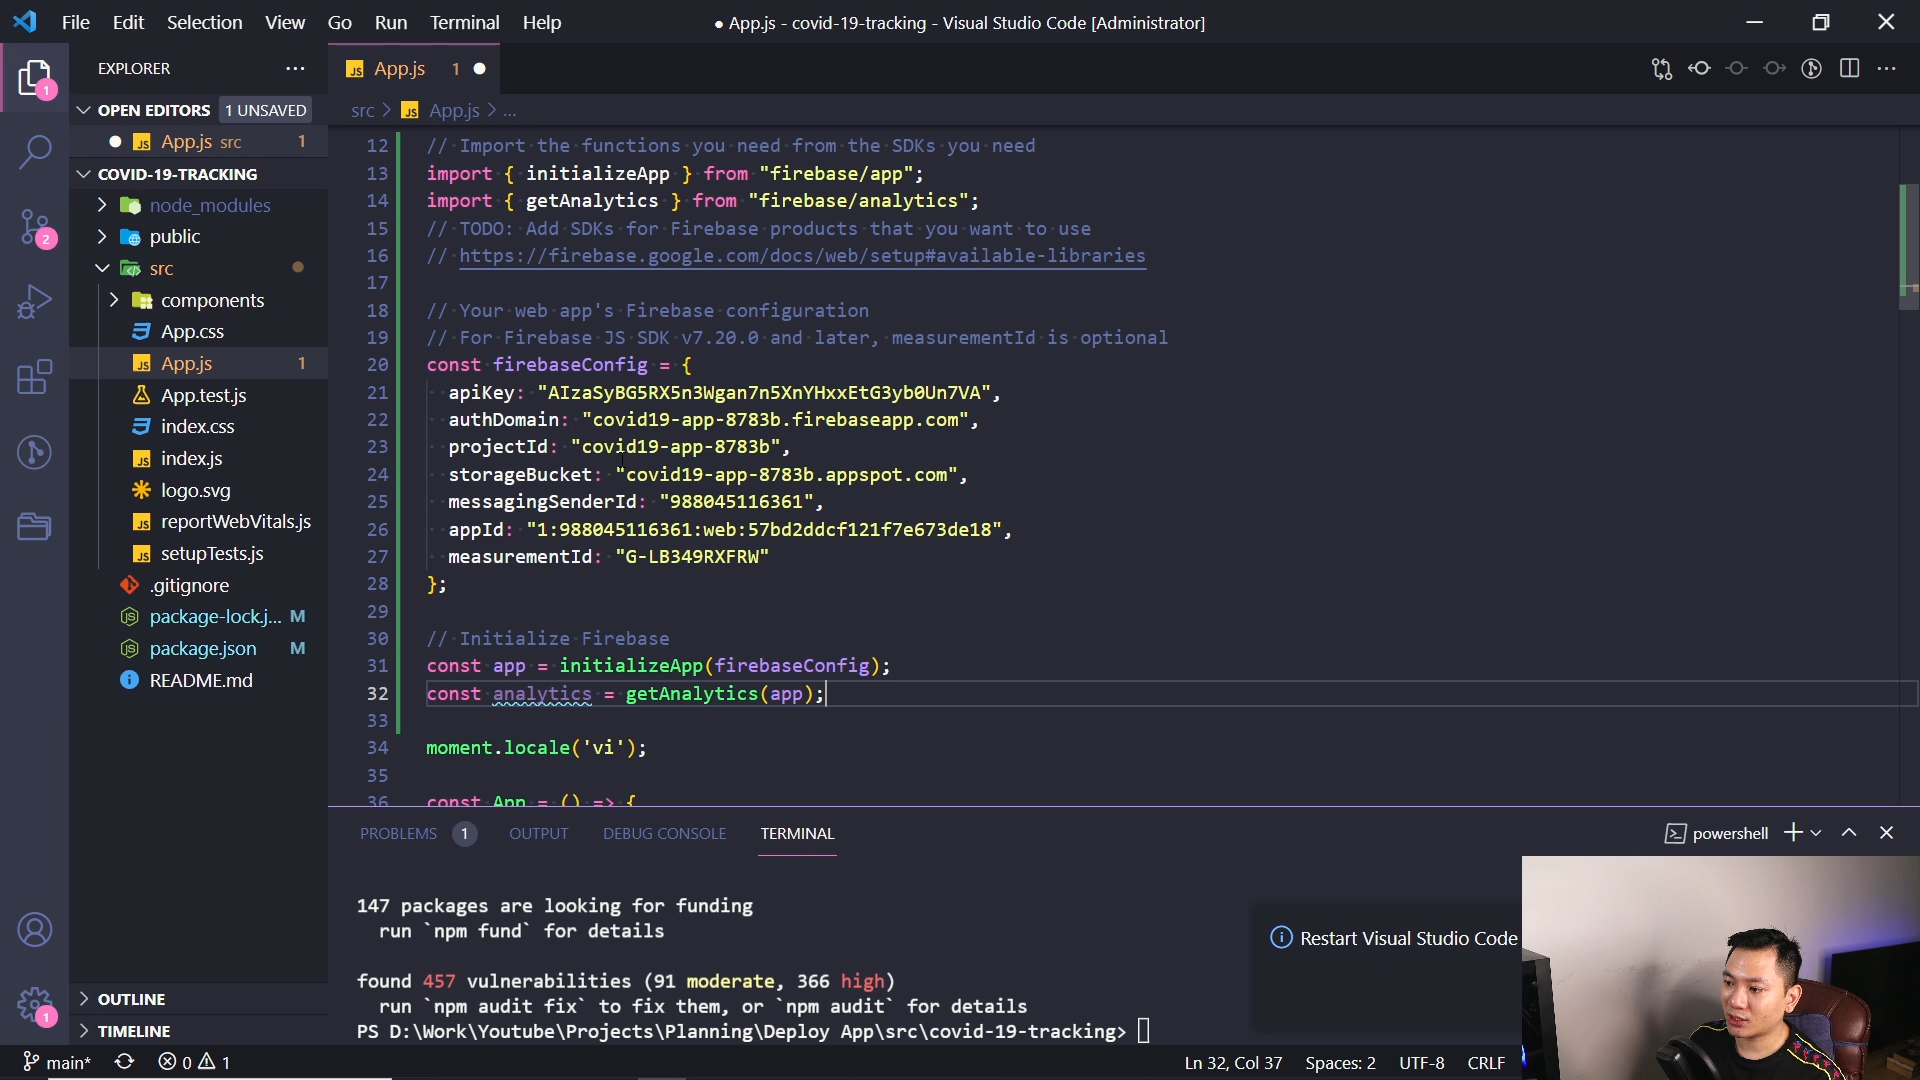 File Edit Selection View Go Run Terminal Help
● App.js - covid-19-tracking - Visual Studio Code [Administrator]
EXPLORER
OPEN EDITORS 1 UNSAVED
App.js src 1
COVID-19-TRACKING
node_modules
public
src
components
App.css
App.js 1
App.test.js
index.css
index.js
logo.svg
reportWebVitals.js
setupTests.js
.gitignore
package-lock.j... M
package.json M
README.md
OUTLINE
TIMELINE
App.js 1
src > App.js > ...
12 // Import the functions you need from the SDKs you need
13 import { initializeApp } from "firebase/app";
14 import { getAnalytics } from "firebase/analytics";
15 // TODO: Add SDKs for Firebase products that you want to use
16 // https://firebase.google.com/docs/web/setup#available-libraries
17
18 // Your web app's Firebase configuration
19 // For Firebase JS SDK v7.20.0 and later, measurementId is optional
20 const firebaseConfig = {
21 apiKey: "AIzaSyBG5RX5n3Wgan7n5XnYHxxEtG3yb0Un7VA",
22 authDomain: "covid19-app-8783b.firebaseapp.com",
23 projectId: "covid19-app-8783b",
24 storageBucket: "covid19-app-8783b.appspot.com",
25 messagingSenderId: "988045116361",
26 appId: "1:988045116361:web:57bd2ddcf121f7e673de18",
27 measurementId: "G-LB349RXFRW"
28 };
29
30 // Initialize Firebase
31 const app = initializeApp(firebaseConfig);
32 const analytics = getAnalytics(app);
33
34 moment.locale('vi');
35
36 const App = () => {
PROBLEMS 1 OUTPUT DEBUG CONSOLE TERMINAL
powershell
147 packages are looking for funding
run `npm fund` for details
found 457 vulnerabilities (91 moderate, 366 high)
run `npm audit fix` to fix them, or `npm audit` for details
PS D:\Work\Youtube\Projects\Planning\Deploy App\src\covid-19-tracking>
Restart Visual Studio Code
main* 0 1
Ln 32, Col 37 Spaces: 2 UTF-8 CRLF